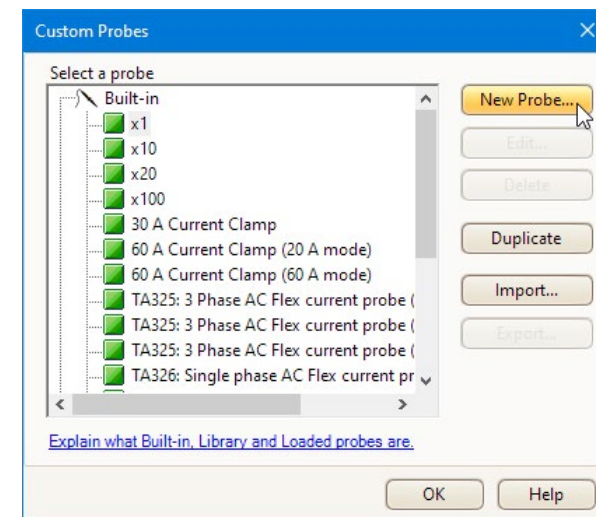 Custom Probes
Select a probe
Built-in
x1
x10
x20
x100
30 A Current Clamp
60 A Current Clamp (20 A mode)
60 A Current Clamp (60 A mode)
TA325: 3 Phase AC Flex current probe (
TA325: 3 Phase AC Flex current probe (
TA325: 3 Phase AC Flex current probe (
TA326: Single phase AC Flex current pr
New Probe...
Edit...
Delete
Duplicate
Import...
Export...
Explain what Built-in, Library and Loaded probes are.
OK
Help